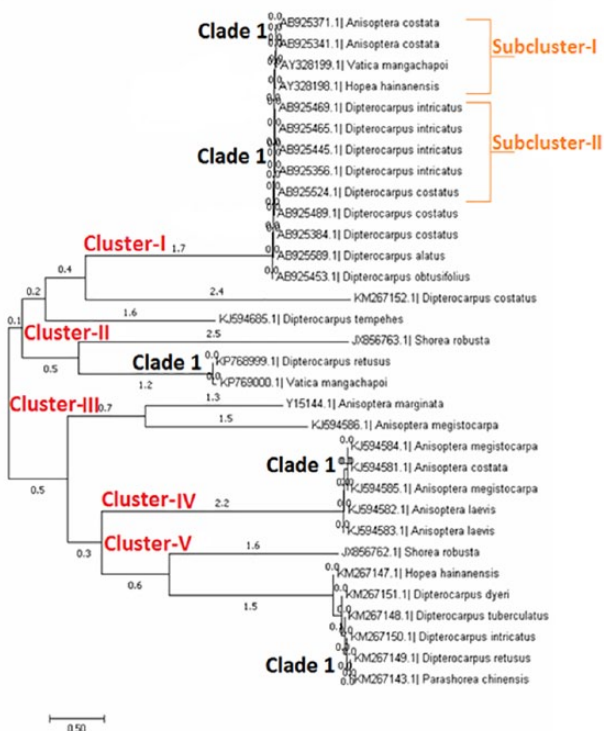 Clade 1
AB925371.1| Anisoptera costata
AB925341.1| Anisoptera costata
Subcluster-I
AY328199.1| Vatica mangachapoi
AY328198.1| Hopea hainanensis
AB925469.1| Dipterocarpus intricatus
AB925465.1| Dipterocarpus intricatus
Subcluster-II
Clade 1
AB925445.1| Dipterocarpus intricatus
AB925356.1| Dipterocarpus intricatus
AB925524.1| Dipterocarpus costatus
AB925489.1| Dipterocarpus costatus
AB925384.1| Dipterocarpus costatus
Cluster-I
1.7
AB925589.1| Dipterocarpus alatus
0.4
AB925453.1| Dipterocarpus obtusifolius
0.2
2.4
KM267152.1| Dipterocarpus costatus
0.1
1.6
KJ594685.1| Dipterocarpus tempehes
Cluster-II
2.5
JX856763.1| Shorea robusta
0.5
Clade 1
KP768999.1| Dipterocarpus retusus
1.2
KP769000.1| Vatica mangachapoi
Cluster-III
0.7
1.3
Y15144.1| Anisoptera marginata
1.5
KJ594586.1| Anisoptera megistocarpa
KJ594584.1| Anisoptera megistocarpa
Clade 1
KJ594581.1| Anisoptera costata
0.5
KJ594585.1| Anisoptera megistocarpa
Cluster-IV
2.2
KJ594582.1| Anisoptera laevis
KJ594583.1| Anisoptera laevis
0.3
Cluster-V
1.6
JX856762.1| Shorea robusta
KM267147.1| Hopea hainanensis
0.6
KM267151.1| Dipterocarpus dyeri
1.5
KM267148.1| Dipterocarpus tuberculatus
KM267150.1| Dipterocarpus intricatus
Clade 1
KM267149.1| Dipterocarpus retusus
KM267143.1| Parashorea chinensis
0.50